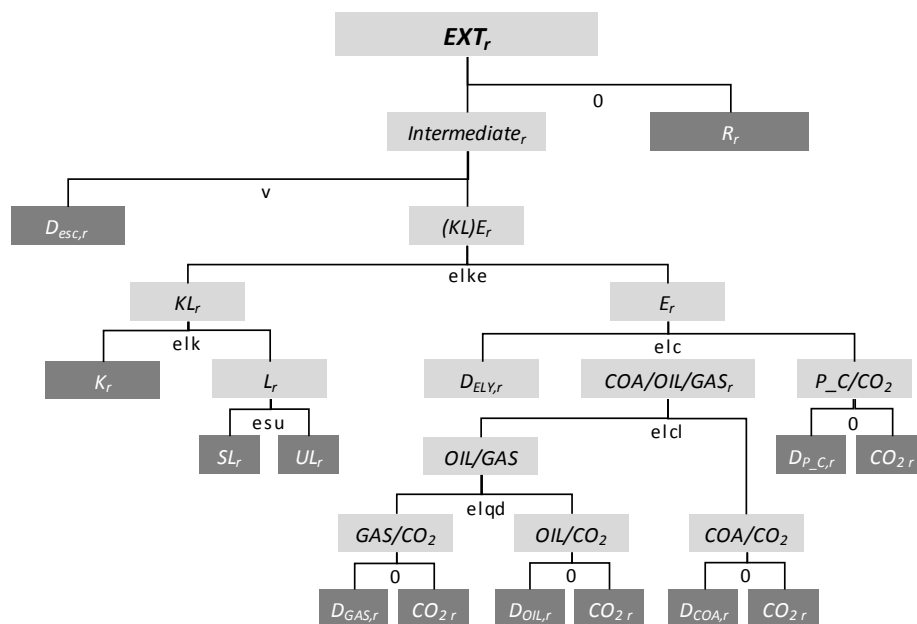 EXTr
0
Intermediater
Rr
v
Desc,r
(KL)Er
elke
KLr
Er
elk
elc
Kr
Lr
DELY,r
COA/OIL/GASr
P_C/CO2
esu
elcl
0
SLr
ULr
OIL/GAS
DP_C,r
CO2 r
elqd
GAS/CO2
OIL/CO2
COA/CO2
0
0
0
DGAS,r
CO2 r
DOIL,r
CO2 r
DCOA,r
CO2 r